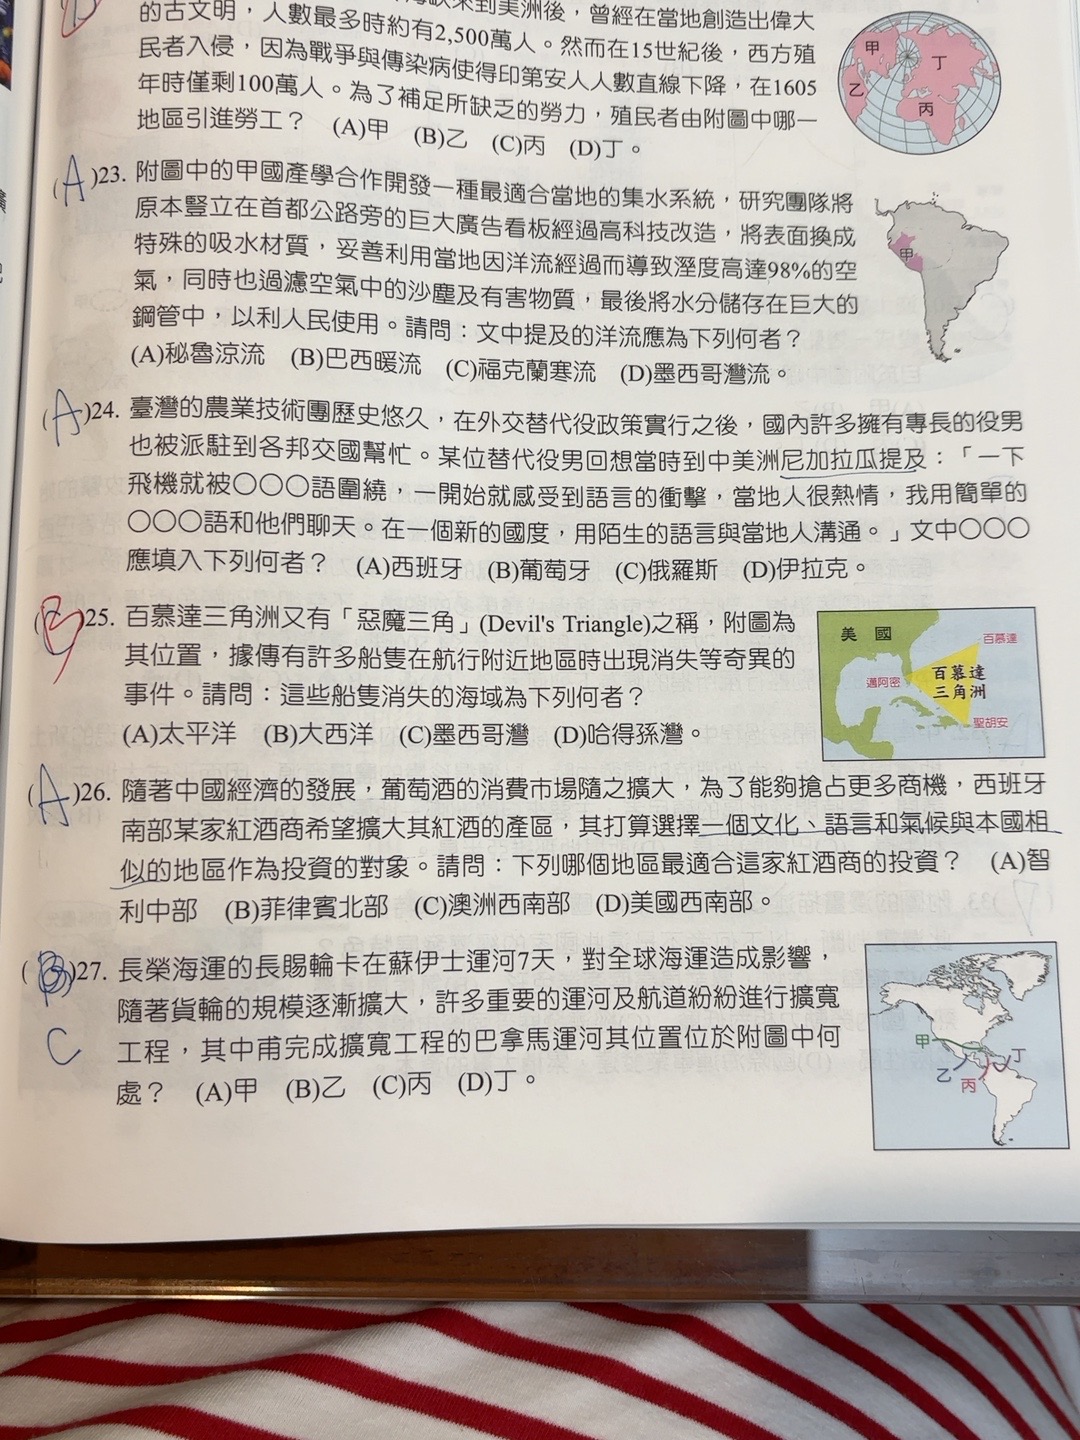 來到美洲後，曾經在當地創造出偉大
的古文明，人數最多時約有2,500萬人。然而在15世紀後，西方殖
民者入侵，因為戰爭與傳染病使得印第安人人數直線下降，在1605
年時僅剩100萬人。為了補足所缺乏的勞力，殖民者由附圖中哪一
地區引進勞工？　(A)甲　(B)乙　(C)丙　(D)丁。
甲
乙
丙
丁
(A)23. 附圖中的甲國產學合作開發一種最適合當地的集水系統，研究團隊將
原本豎立在首都公路旁的巨大廣告看板經過高科技改造，將表面換成
特殊的吸水材質，妥善利用當地因洋流經過而導致溼度高達98%的空
氣，同時也過濾空氣中的沙塵及有害物質，最後將水分儲存在巨大的
鋼管中，以利人民使用。請問：文中提及的洋流應為下列何者？
(A)秘魯涼流　(B)巴西暖流　(C)福克蘭寒流　(D)墨西哥灣流。
甲
(A)24. 臺灣的農業技術團歷史悠久，在外交替代役政策實行之後，國內許多擁有專長的役男
也被派駐到各邦交國幫忙。某位替代役男回想當時到中美洲尼加拉瓜提及：「一下
飛機就被〇〇〇語圍繞，一開始就感受到語言的衝擊，當地人很熱情，我用簡單的
〇〇〇語和他們聊天。在一個新的國度，用陌生的語言與當地人溝通。」文中〇〇〇
應填入下列何者？　(A)西班牙　(B)葡萄牙　(C)俄羅斯　(D)伊拉克。
(B)25. 百慕達三角洲又有「惡魔三角」(Devil's Triangle)之稱，附圖為
其位置，據傳有許多船隻在航行附近地區時出現消失等奇異的
事件。請問：這些船隻消失的海域為下列何者？
(A)太平洋　(B)大西洋　(C)墨西哥灣　(D)哈得孫灣。
美國
百慕達
邁阿密
百慕達
三角洲
聖胡安
(A)26. 隨著中國經濟的發展，葡萄酒的消費市場隨之擴大，為了能夠搶占更多商機，西班牙
南部某家紅酒商希望擴大其紅酒的產區，其打算選擇一個文化、語言和氣候與本國相
似的地區作為投資的對象。請問：下列哪個地區最適合這家紅酒商的投資？　(A)智
利中部　(B)菲律賓北部　(C)澳洲西南部　(D)美國西南部。
(B)27. 長榮海運的長賜輪卡在蘇伊士運河7天，對全球海運造成影響，
隨著貨輪的規模逐漸擴大，許多重要的運河及航道紛紛進行擴寬
工程，其中甫完成擴寬工程的巴拿馬運河其位置位於附圖中何
處？　(A)甲　(B)乙　(C)丙　(D)丁。
C
甲
乙
丙
丁